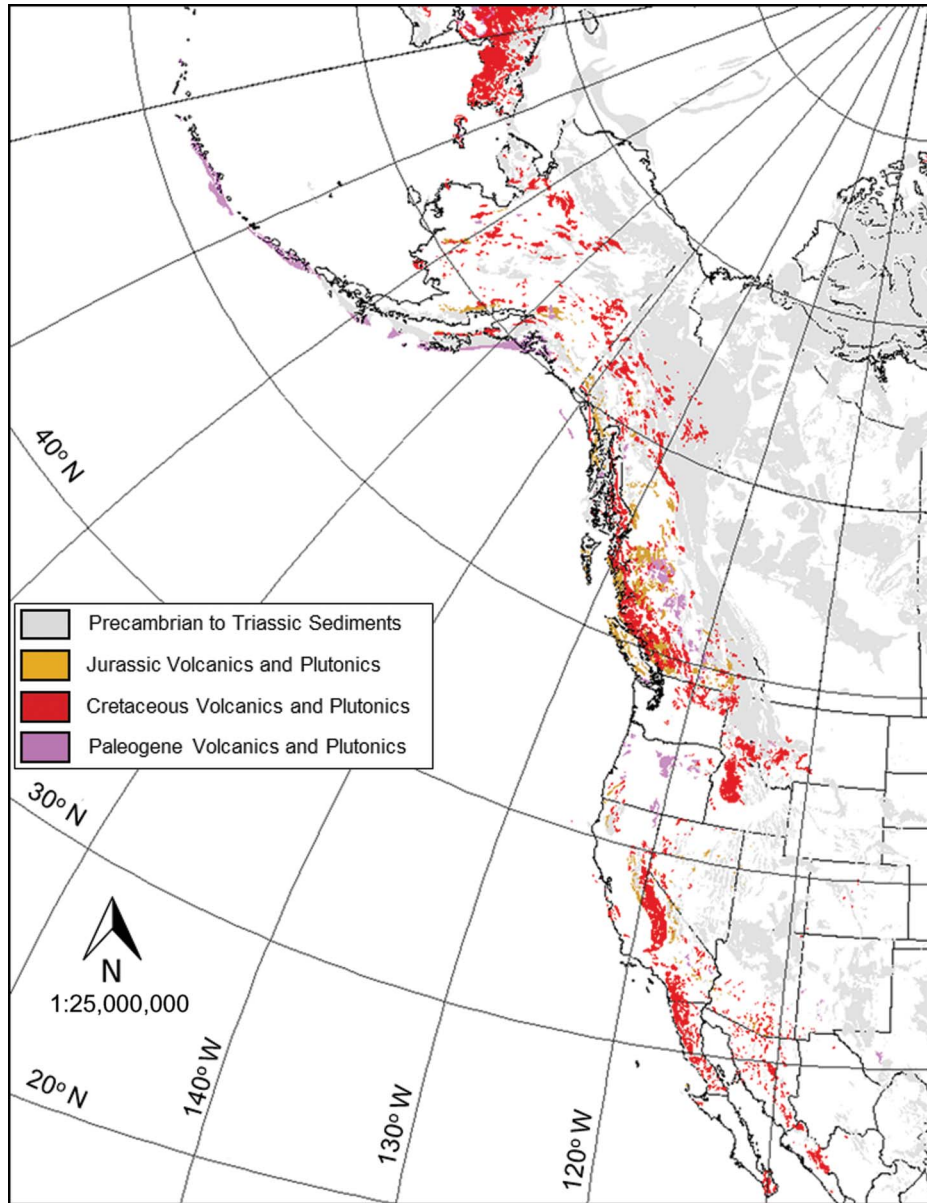 40° N
Precambrian to Triassic Sediments
Jurassic Volcanics and Plutonics
Cretaceous Volcanics and Plutonics
Paleogene Volcanics and Plutonics
30° N
N
1:25,000,000
20° N
140° W
130° W
120° W